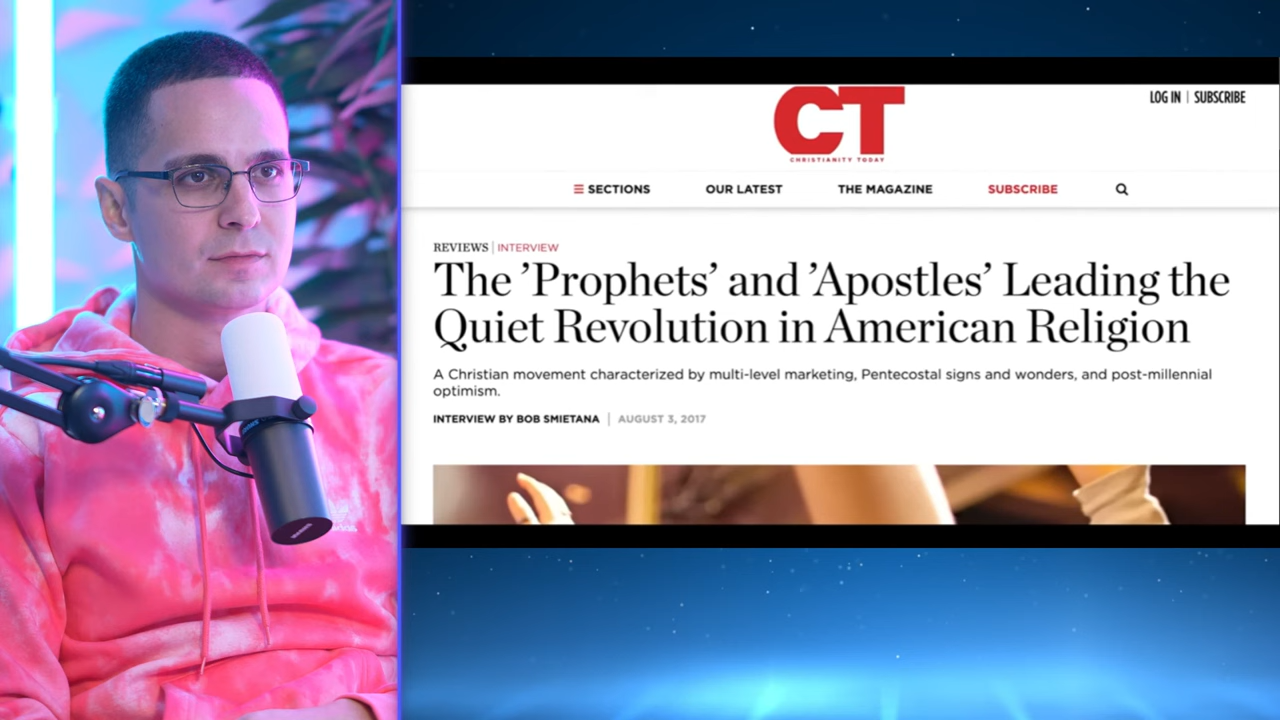 CT
CHRISTIANITY TODAY
LOG IN | SUBSCRIBE
SECTIONS
OUR LATEST
THE MAGAZINE
SUBSCRIBE
REVIEWS | INTERVIEW
The ’Prophets’ and ’Apostles’ Leading the
Quiet Revolution in American Religion
A Christian movement characterized by multi-level marketing, Pentecostal signs and wonders, and post-millennial
optimism.
INTERVIEW BY BOB SMIETANA | AUGUST 3, 2017